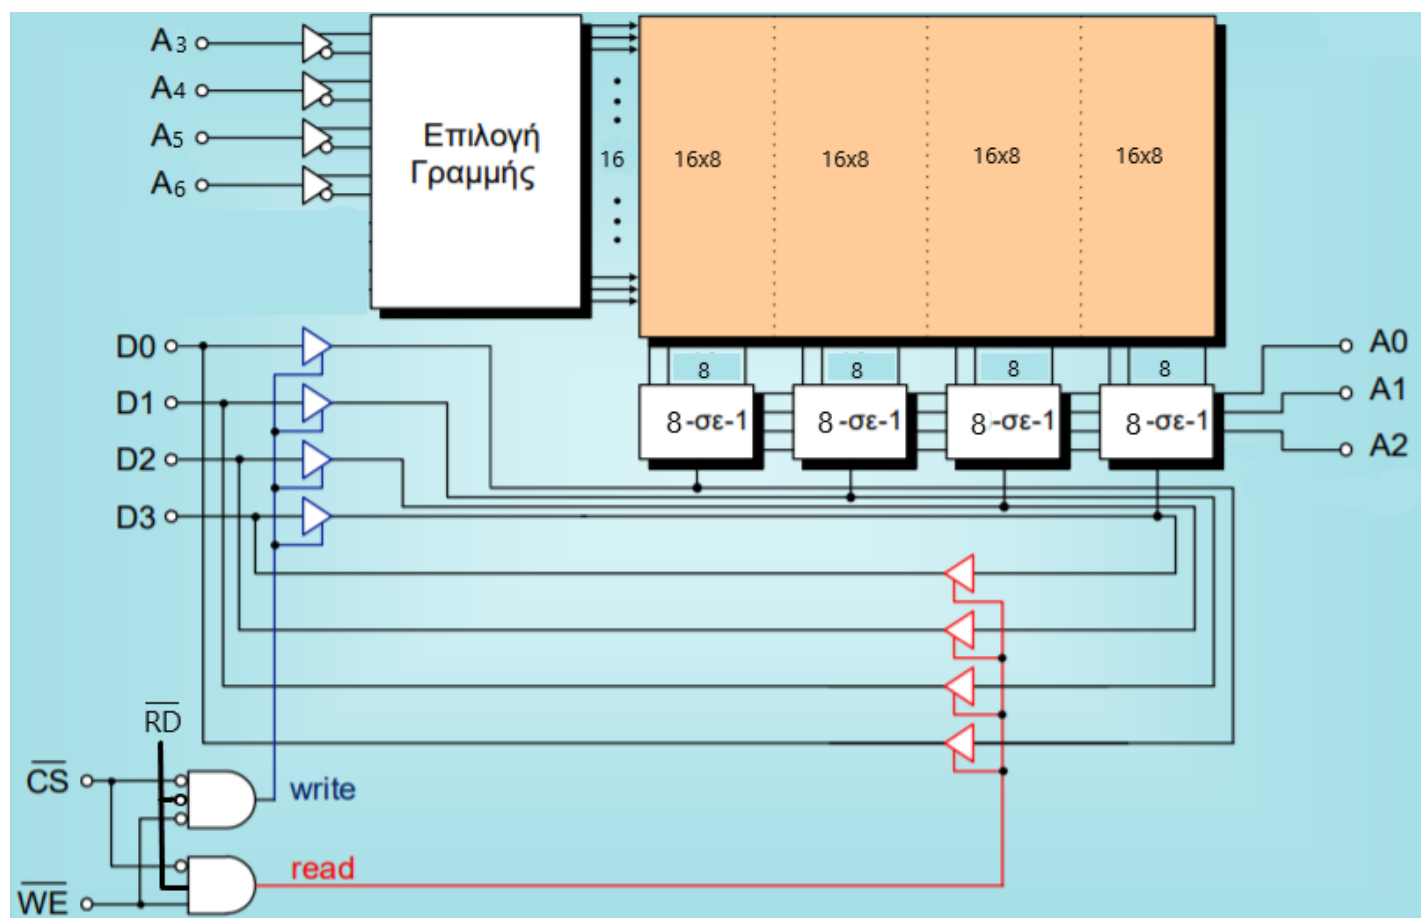 A3
A4
A5
A6
Επιλογή
Γραμμής
16
16x8
16x8
16x8
16x8
D0
D1
D2
D3
8
8
8
8
8-σε-1
8-σε-1
8-σε-1
8-σε-1
A0
A1
A2
RD
CS
write
read
WE